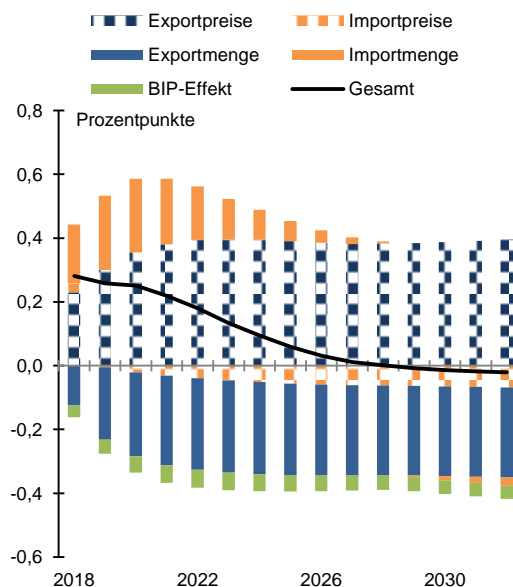 Exportpreise Importpreise
Exportmenge Importmenge
BIP-Effekt Gesamt
0,8
Prozentpunkte
0,6
0,4
0,2
0,0
-0,2
-0,4
-0,6
2018 2022 2026 2030